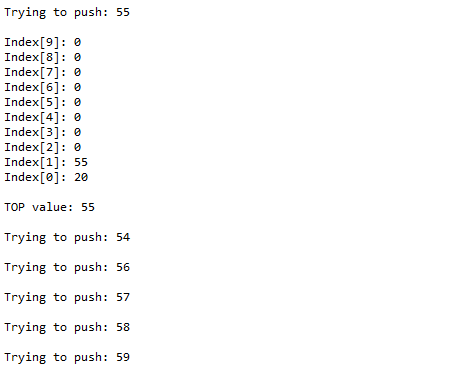 Trying to push: 55
Index[9]: 0
Index[8]: 0
Index[7]: 0
Index[6]: 0
Index[5]: 0
Index[4]: 0
Index[3]: 0
Index[2]: 0
Index[1]: 55
Index[0]: 20
TOP value: 55
Trying to push: 54
Trying to push: 56
Trying to push: 57
Trying to push: 58
Trying to push: 59